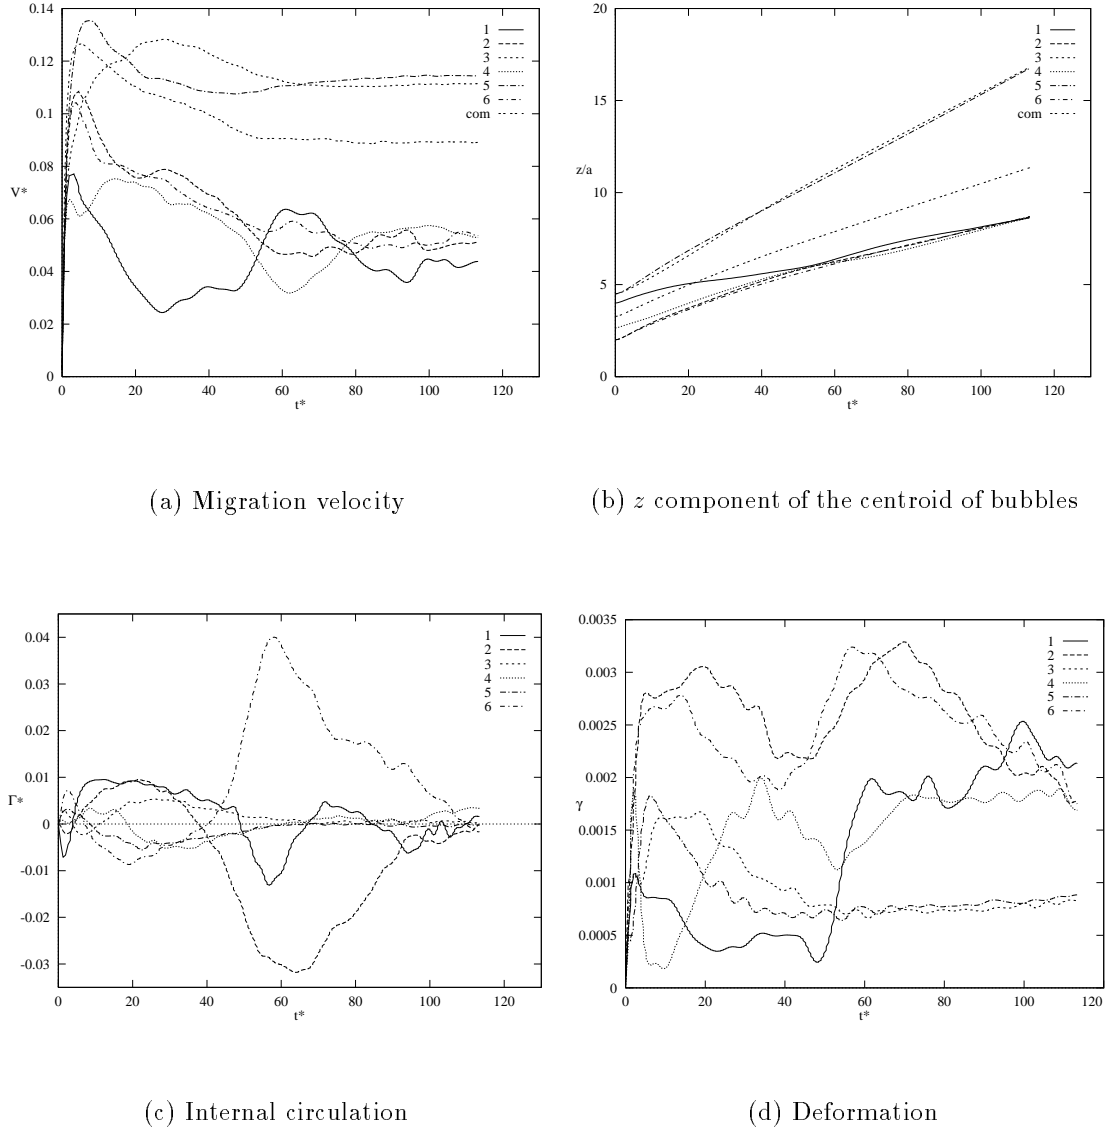 0.14
0.12
0.1
0.08
V*
0.06
0.04
0.02
0
0 20 40 60 80 100 120
t*
1
2
3
4
5
6
com
(a) Migration velocity
20
15
z/a
10
5
0
0 20 40 60 80 100 120
t*
1
2
3
4
5
6
com
(b) z component of the centroid of bubbles
0.04
0.03
0.02
0.01
Γ*
0
-0.01
-0.02
-0.03
0 20 40 60 80 100 120
t*
1
2
3
4
5
6
(c) Internal circulation
0.0035
0.003
0.0025
0.002
γ
0.0015
0.001
0.0005
0
0 20 40 60 80 100 120
t*
1
2
3
4
5
6
(d) Deformation